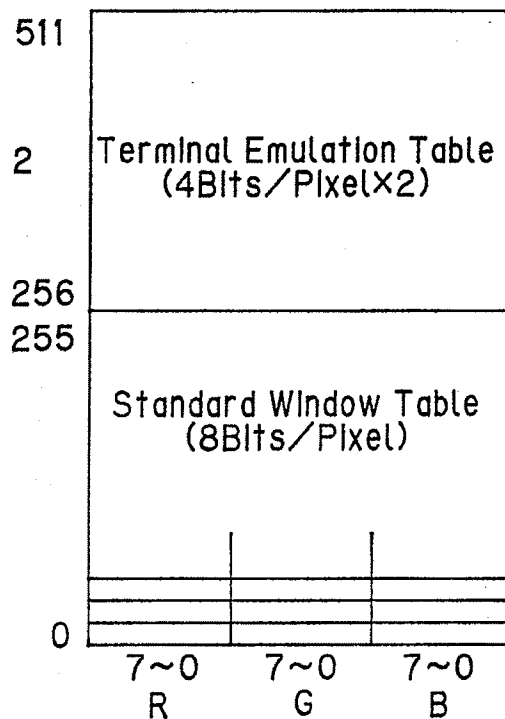 511
2
Terminal Emulation Table
(4Bits/Pixel×2)
256
255
Standard Window Table
(8Bits/Pixel)
0
7~0 7~0 7~0
R G B